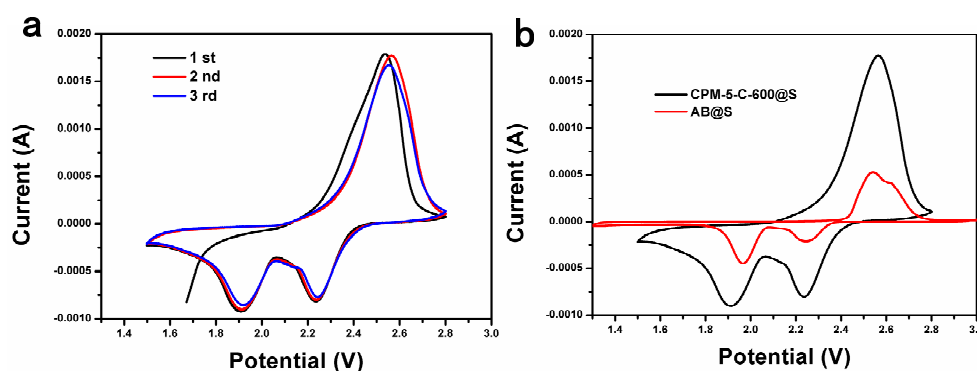 a
0.0020
0.0015
0.0010
0.0005
0.0000
-0.0005
-0.0010
Current (A)
1 st
2 nd
3 rd
1.4 1.6 1.8 2.0 2.2 2.4 2.6 2.8 3.0
Potential (V)
b
0.0020
0.0015
0.0010
0.0005
0.0000
-0.0005
-0.0010
Current (A)
CPM-5-C-600@S
AB@S
1.4 1.6 1.8 2.0 2.2 2.4 2.6 2.8 3.0
Potential (V)